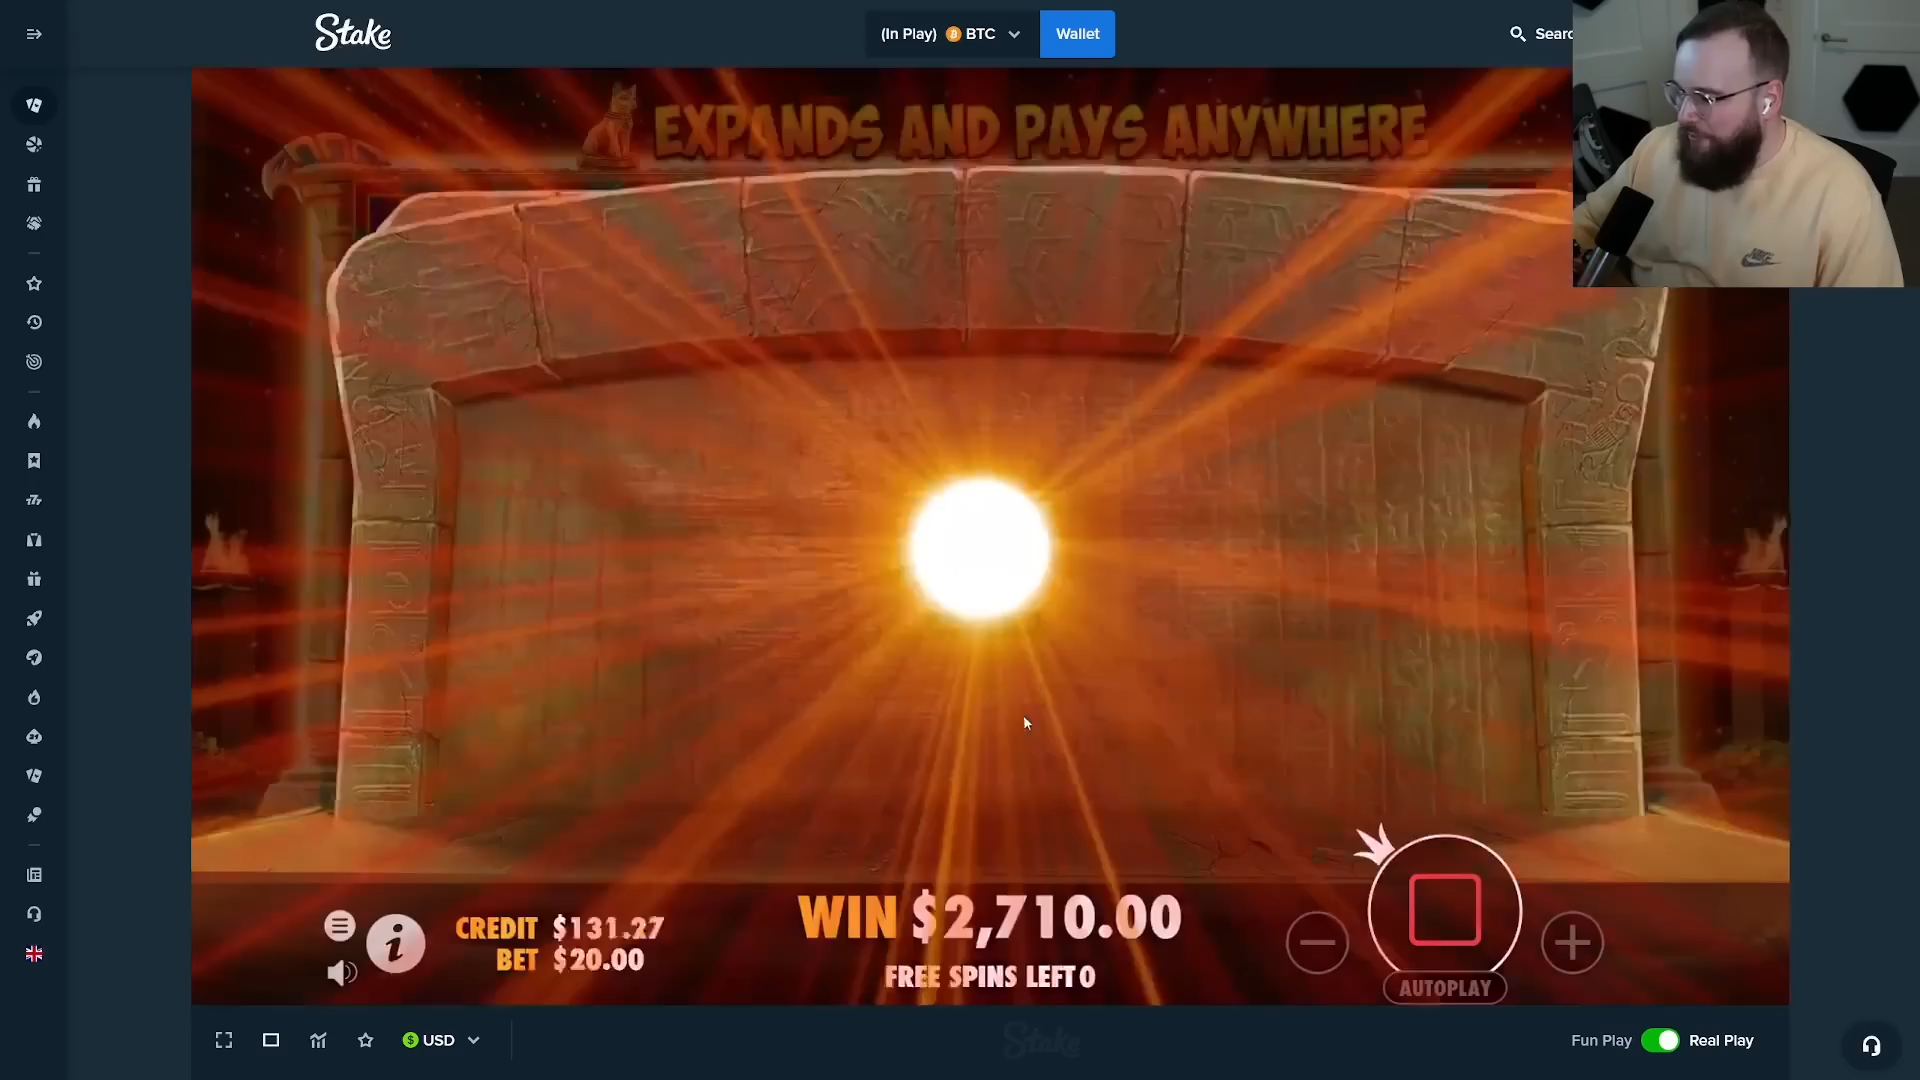 Stake
(In Play) BTC
Wallet
Searc
EXPANDS AND PAYS ANYWHERE
CREDIT $131.27
BET $20.00
WIN $2,710.00
FREE SPINS LEFT 0
AUTOPLAY
USD
Stake
Fun Play
Real Play